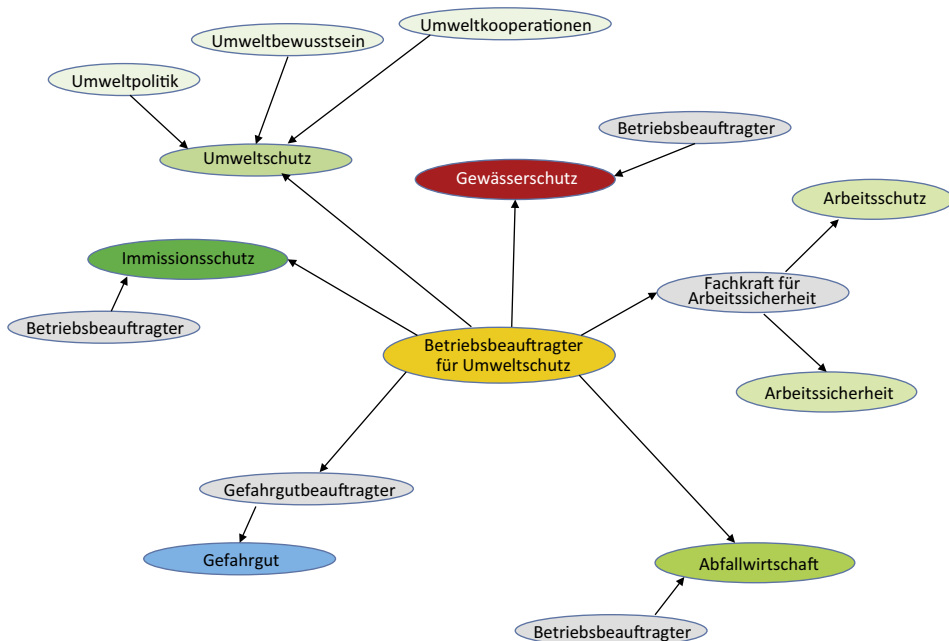 Umweltkooperationen
Umweltbewusstsein
Umweltpolitik
Betriebsbeauftragter
Umweltschutz
Gewässerschutz
Arbeitsschutz
Immissionsschutz
Fachkraft für
Arbeitssicherheit
Betriebsbeauftragter
Betriebsbeauftragter
für Umweltschutz
Arbeitssicherheit
Gefahrgutbeauftragter
Gefahrgut
Abfallwirtschaft
Betriebsbeauftragter